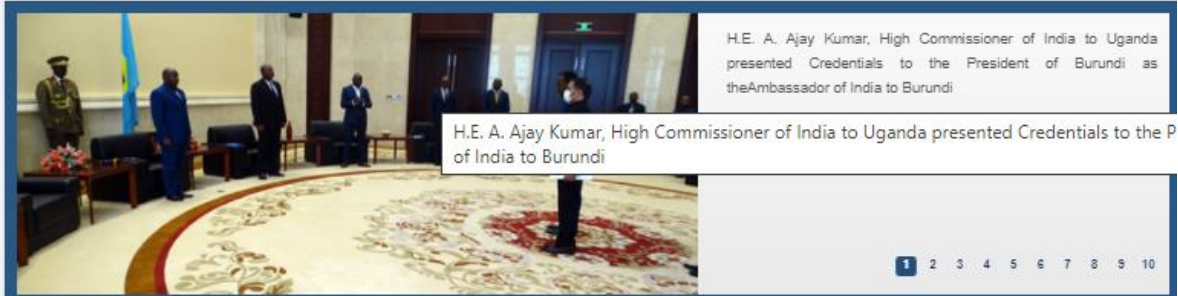 H.E. A. Ajay Kumar, High Commissioner of India to Uganda
presented Credentials to the President of Burundi as
theAmbassador of India to Burundi
H.E. A. Ajay Kumar, High Commissioner of India to Uganda presented Credentials to the P
of India to Burundi
1 2 3 4 5 6 7 8 9 10